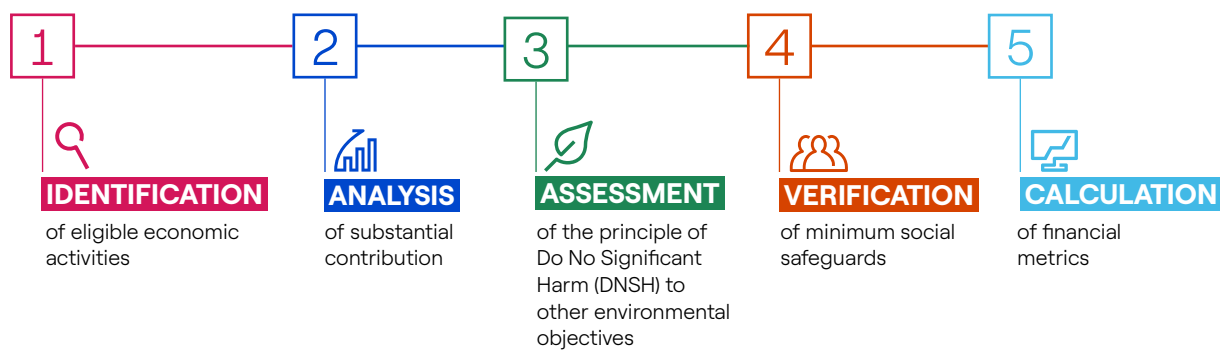 1
IDENTIFICATION
of eligible economic
activities
2
ANALYSIS
of substantial
contribution
3
ASSESSMENT
of the principle of
Do No Significant
Harm (DNSH) to
other environmental
objectives
4
VERIFICATION
of minimum social
safeguards
5
CALCULATION
of financial
metrics